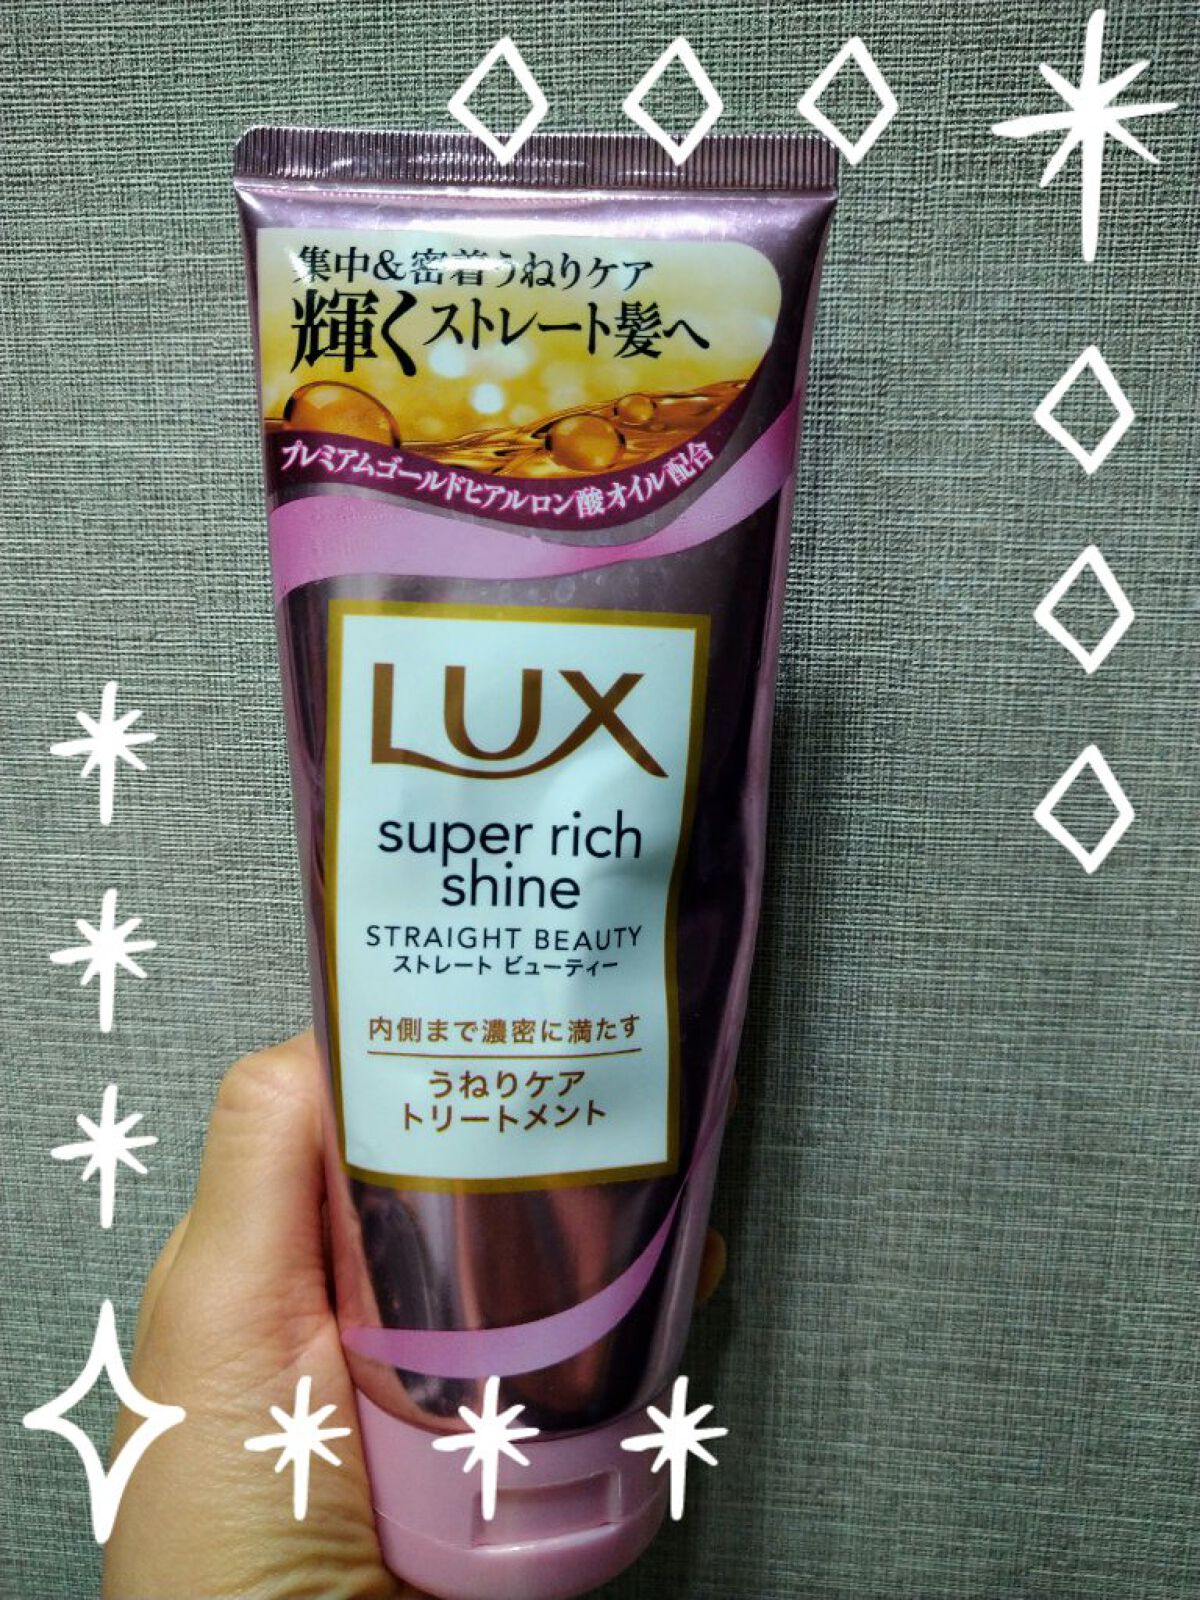 集中&密着うねりケア
輝くストレート髪へ
プレミアムゴールドヒアルロン酸オイル配合
LUX
super rich
shine
STRAIGHT BEAUTY
ストレート ビューティー
内側まで濃密に満たす
うねりケア
トリートメント